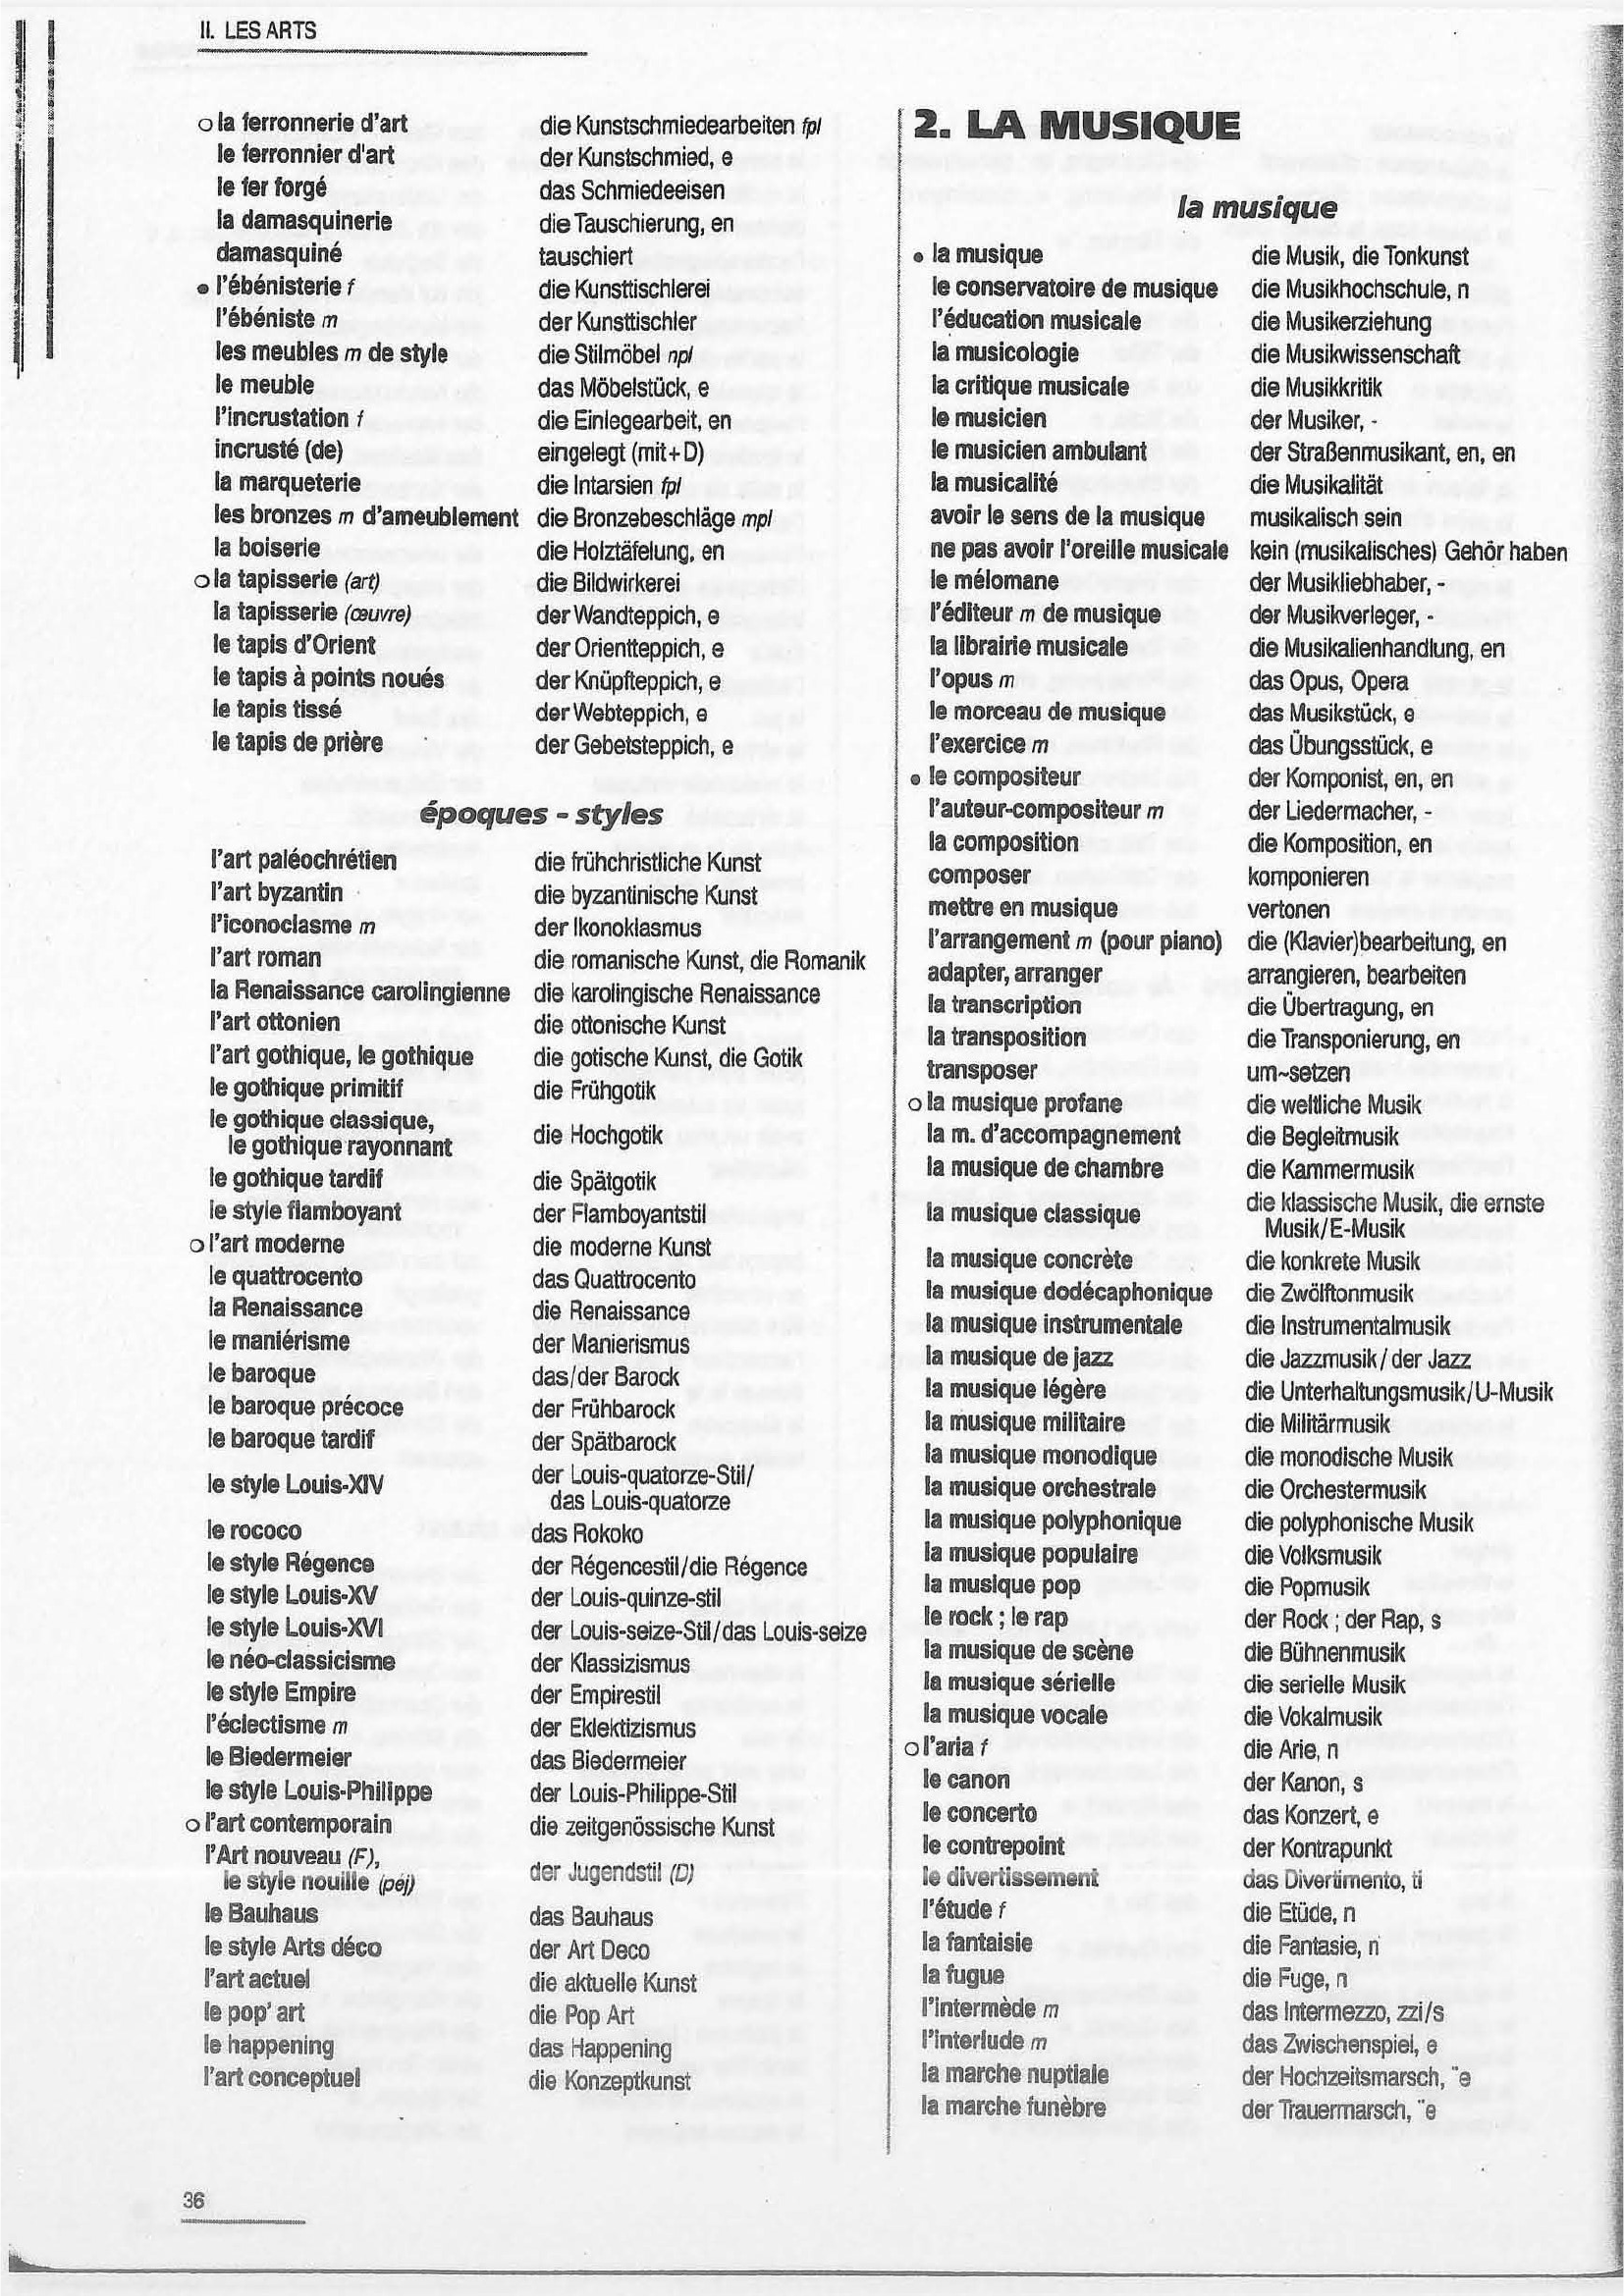 II. LES ARTS
o la ferronnerie d'art die Kunstschmiedearbeiten fpl
le ferronnier d'art der Kunstschmied, e
le fer forgé das Schmiedeeisen
la damasquinerie die Tauschierung, en
damasquiné tauschiert
• l'ébénisterie f die Kunsttischlerei
l'ébéniste m der Kunsttischler
les meubles m de style die Stilmöbel npl
le meuble das Möbelstück, e
l'incrustation f die Einlegearbeit, en
incrusté (de) eingelegt (mit+D)
la marqueterie die Intarsien fpl
les bronzes m d'ameublement die Bronzebeschläge mpl
la boiserie die Holztäfelung, en
o la tapisserie (art) die Bildwirkerei
la tapisserie (œuvre) der Wandteppich, e
le tapis d'Orient der Orientteppich, e
le tapis à points noués der Knüpfteppich, e
le tapis tissé der Webteppich, e
le tapis de prière der Gebetsteppich, e
époques - styles
l'art paléochrétien die frühchristliche Kunst
l'art byzantin die byzantinische Kunst
l'iconoclasme m der Ikonoklasmus
l'art roman die romanische Kunst, die Romanik
la Renaissance carolingienne die karolingische Renaissance
l'art ottonien die ottonische Kunst
l'art gothique, le gothique die gotische Kunst, die Gotik
le gothique primitif die Frühgotik
le gothique classique,
le gothique rayonnant die Hochgotik
le gothique tardif die Spätgotik
le style flamboyant der Flamboyantstil
o l'art moderne die moderne Kunst
le quattrocento das Quattrocento
la Renaissance die Renaissance
le maniérisme der Manierismus
le baroque das/der Barock
le baroque précoce der Frühbarock
le baroque tardif der Spätbarock
le style Louis-XIV der Louis-quatorze-Stil/
das Louis-quatorze
le rococo das Rokoko
le style Régence der Régencestil/die Régence
le style Louis-XV der Louis-quinze-stil
le style Louis-XVI der Louis-seize-Stil/das Louis-seize
le néo-classicisme der Klassizismus
le style Empire der Empirestil
l'éclectisme m der Eklektizismus
le Biedermeier das Biedermeier
le style Louis-Philippe der Louis-Philippe-Stil
o l'art contemporain die zeitgenössische Kunst
l'Art nouveau (F),
le style nouille (péj) der Jugendstil (D)
le Bauhaus das Bauhaus
le style Arts déco der Art Deco
l'art actuel die aktuelle Kunst
le pop' art die Pop Art
le happening das Happening
l'art conceptuel die Konzeptkunst
2. LA MUSIQUE
la musique
• la musique die Musik, die Tonkunst
le conservatoire de musique die Musikhochschule, n
l'éducation musicale die Musikerziehung
la musicologie die Musikwissenschaft
la critique musicale die Musikkritik
le musicien der Musiker, -
le musicien ambulant der Straßenmusikant, en, en
la musicalité die Musikalität
avoir le sens de la musique musikalisch sein
ne pas avoir l'oreille musicale kein (musikalisches) Gehör haben
le mélomane der Musikliebhaber, -
l'éditeur m de musique der Musikverleger, -
la librairie musicale die Musikalienhandlung, en
l'opus m das Opus, Opera
le morceau de musique das Musikstück, e
l'exercice m das Übungsstück, e
• le compositeur der Komponist, en, en
l'auteur-compositeur m der Liedermacher, -
la composition die Komposition, en
composer komponieren
mettre en musique vertonen
l'arrangement m (pour piano) die (Klavier)bearbeitung, en
adapter, arranger arrangieren, bearbeiten
la transcription die Übertragung, en
la transposition die Transponierung, en
transposer um~setzen
o la musique profane die weltliche Musik
la m. d'accompagnement die Begleitmusik
la musique de chambre die Kammermusik
la musique classique die klassische Musik, die ernste
Musik/E-Musik
la musique concrète die konkrete Musik
la musique dodécaphonique die Zwölftonmusik
la musique instrumentale die Instrumentalmusik
la musique de jazz die Jazzmusik/der Jazz
la musique légère die Unterhaltungsmusik/U-Musik
la musique militaire die Militärmusik
la musique monodique die monodische Musik
la musique orchestrale die Orchestermusik
la musique polyphonique die polyphonische Musik
la musique populaire die Volksmusik
la musique pop die Popmusik
le rock ; le rap der Rock ; der Rap, s
la musique de scène die Bühnenmusik
la musique sérielle die serielle Musik
la musique vocale die Vokalmusik
o l'aria f die Arie, n
le canon der Kanon, s
le concerto das Konzert, e
le contrepoint der Kontrapunkt
le divertissement das Divertimento, ti
l'étude f die Etüde, n
la fantaisie die Fantasie, n
la fugue die Fuge, n
l'intermède m das Intermezzo, zzi/s
l'interlude m das Zwischenspiel, e
la marche nuptiale der Hochzeitsmarsch, ¨e
la marche funèbre der Trauermarsch, ¨e
36